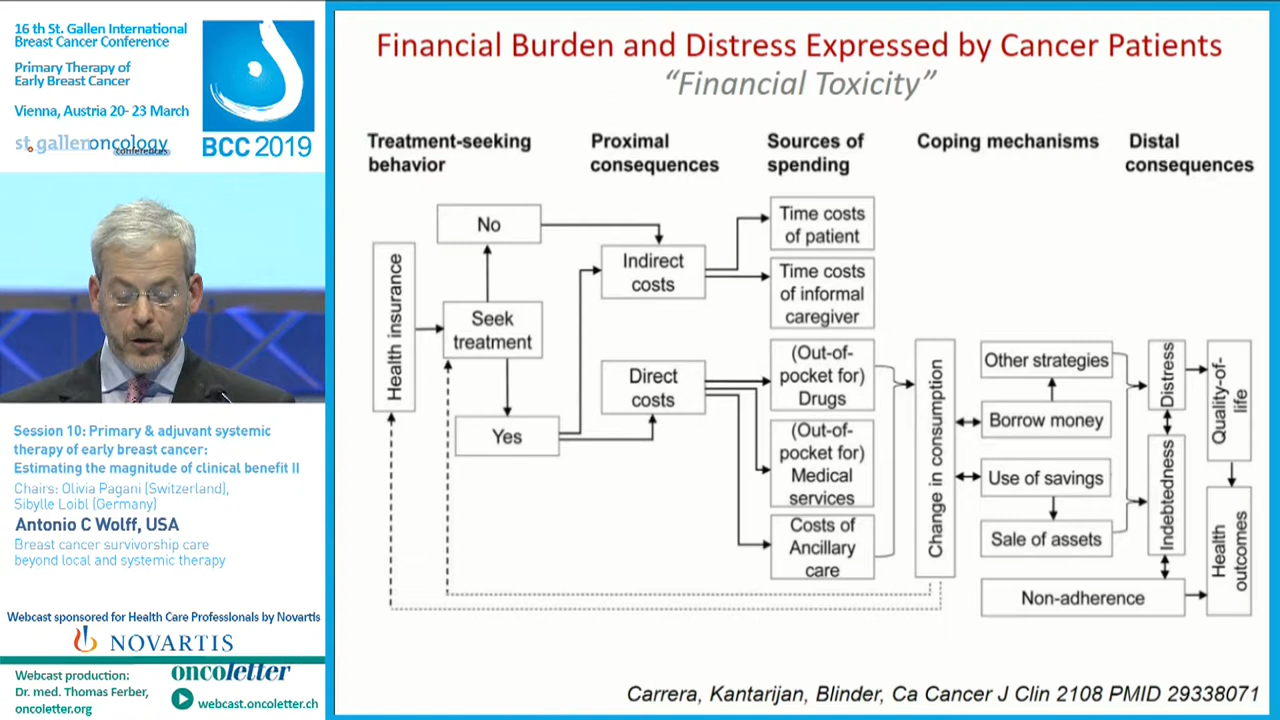 16 th St. Gallen International
Breast Cancer Conference
Primary Therapy of
Early Breast Cancer
Vienna, Austria 20- 23 March
st.gallenoncology
conferences
BCC 2019
Session 10: Primary & adjuvant systemic
therapy of early breast cancer:
Estimating the magnitude of clinical benefit II
Chairs: Olivia Pagani (Switzerland),
Sibylle Loibl (Germany)
Antonio C Wolff, USA
Breast cancer survivorship care
beyond local and systemic therapy
Webcast sponsored for Health Care Professionals by Novartis
NOVARTIS
Webcast production:
Dr. med. Thomas Ferber,
oncoletter.org
oncoletter
webcast.oncoletter.ch
Financial Burden and Distress Expressed by Cancer Patients
“Financial Toxicity”
Treatment-seeking
behavior
Proximal
consequences
Sources of
spending
Coping mechanisms
Distal
consequences
Health insurance
No
Seek
treatment
Yes
Indirect
costs
Direct
costs
Time costs
of patient
Time costs
of informal
caregiver
(Out-of-
pocket for)
Drugs
(Out-of-
pocket for)
Medical
services
Costs of
Ancillary
care
Change in consumption
Other strategies
Borrow money
Use of savings
Sale of assets
Non-adherence
Distress
Indebtedness
Quality-of-
life
Health
outcomes
Carrera, Kantarijan, Blinder, Ca Cancer J Clin 2108 PMID 29338071